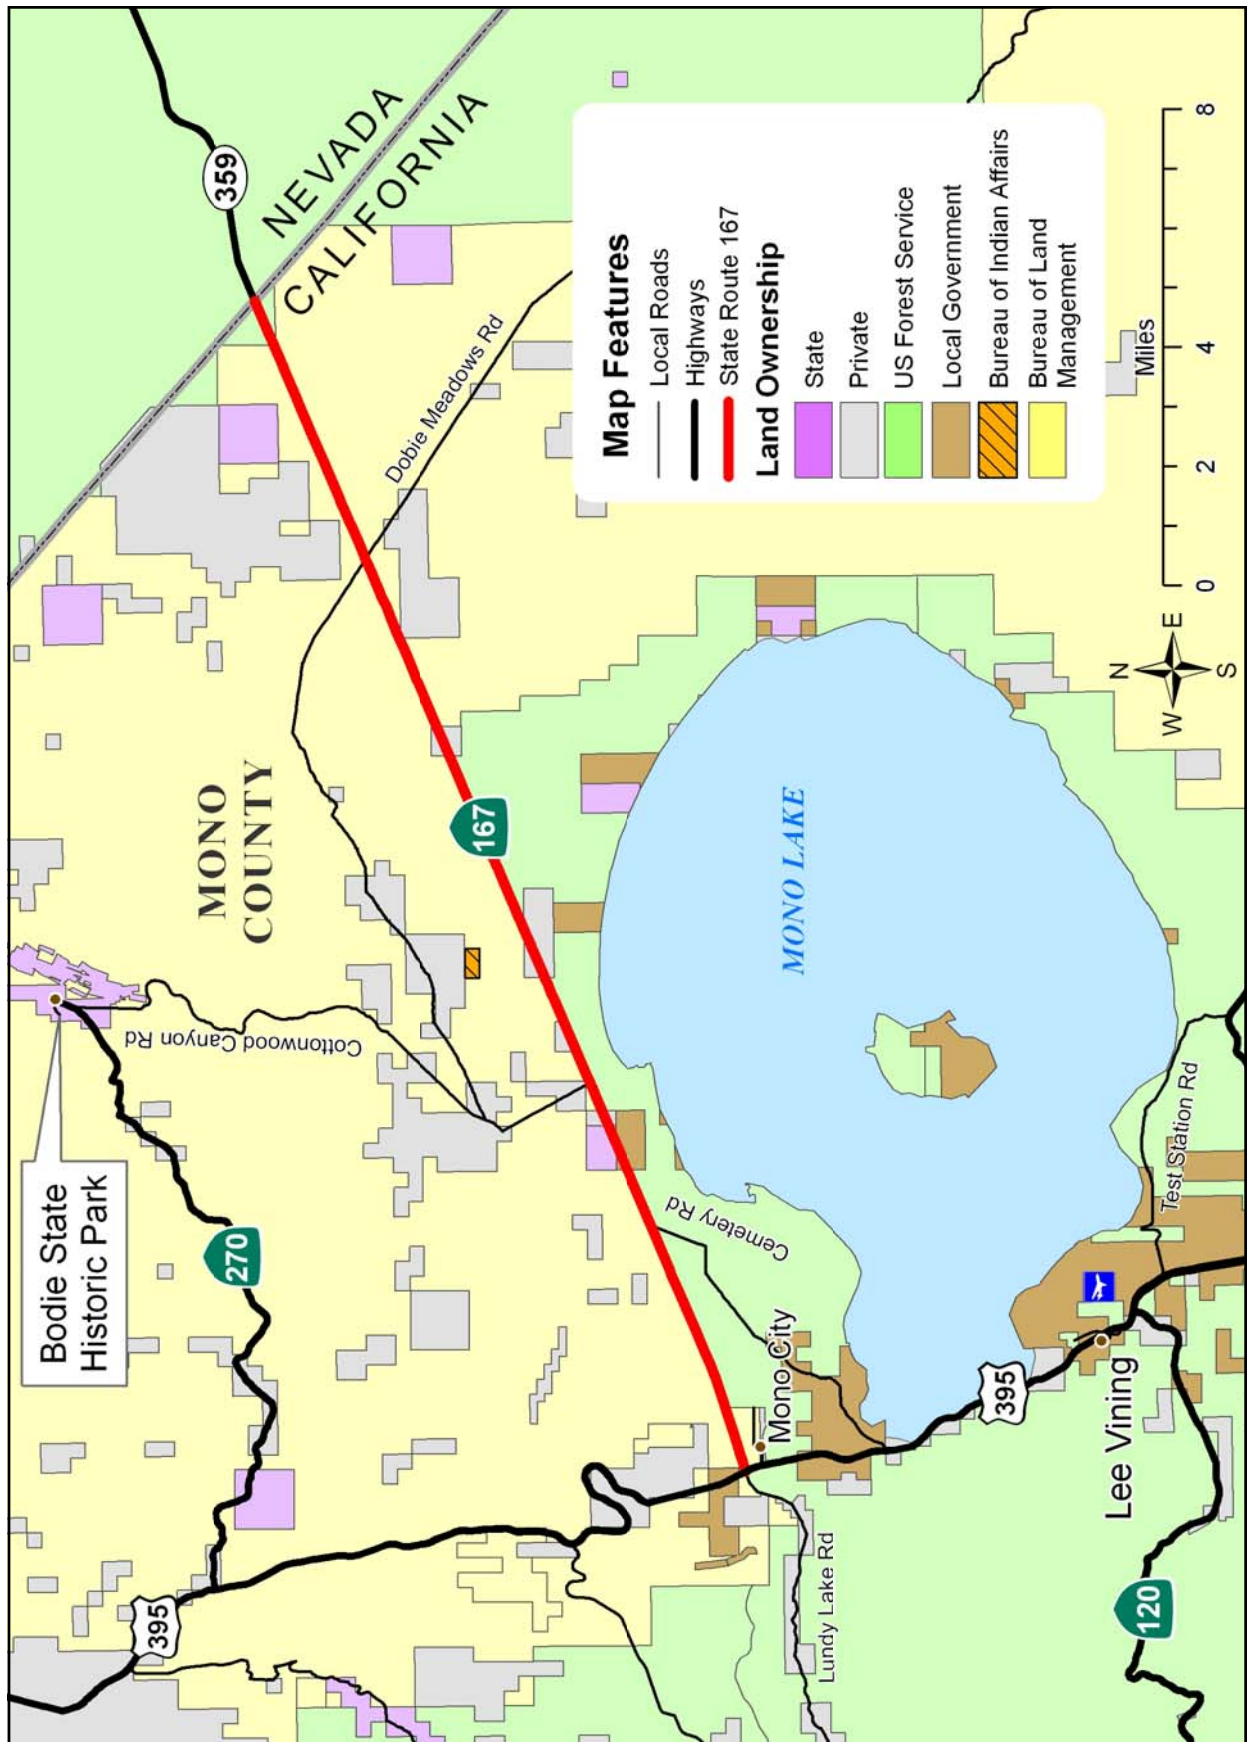 Bodie State
Historic Park
MONO
COUNTY
NEVADA
CALIFORNIA
359
395
270
167
395
120
Cottonwood Canyon Rd
Dobie Meadows Rd
Cemetery Rd
Mono City
MONO LAKE
Lundy Lake Rd
Lee Vining
Test Station Rd
Map Features
Local Roads
Highways
State Route 167
Land Ownership
State
Private
US Forest Service
Local Government
Bureau of Indian Affairs
Bureau of Land
Management
N
W
E
S
0
2
4
8
Miles